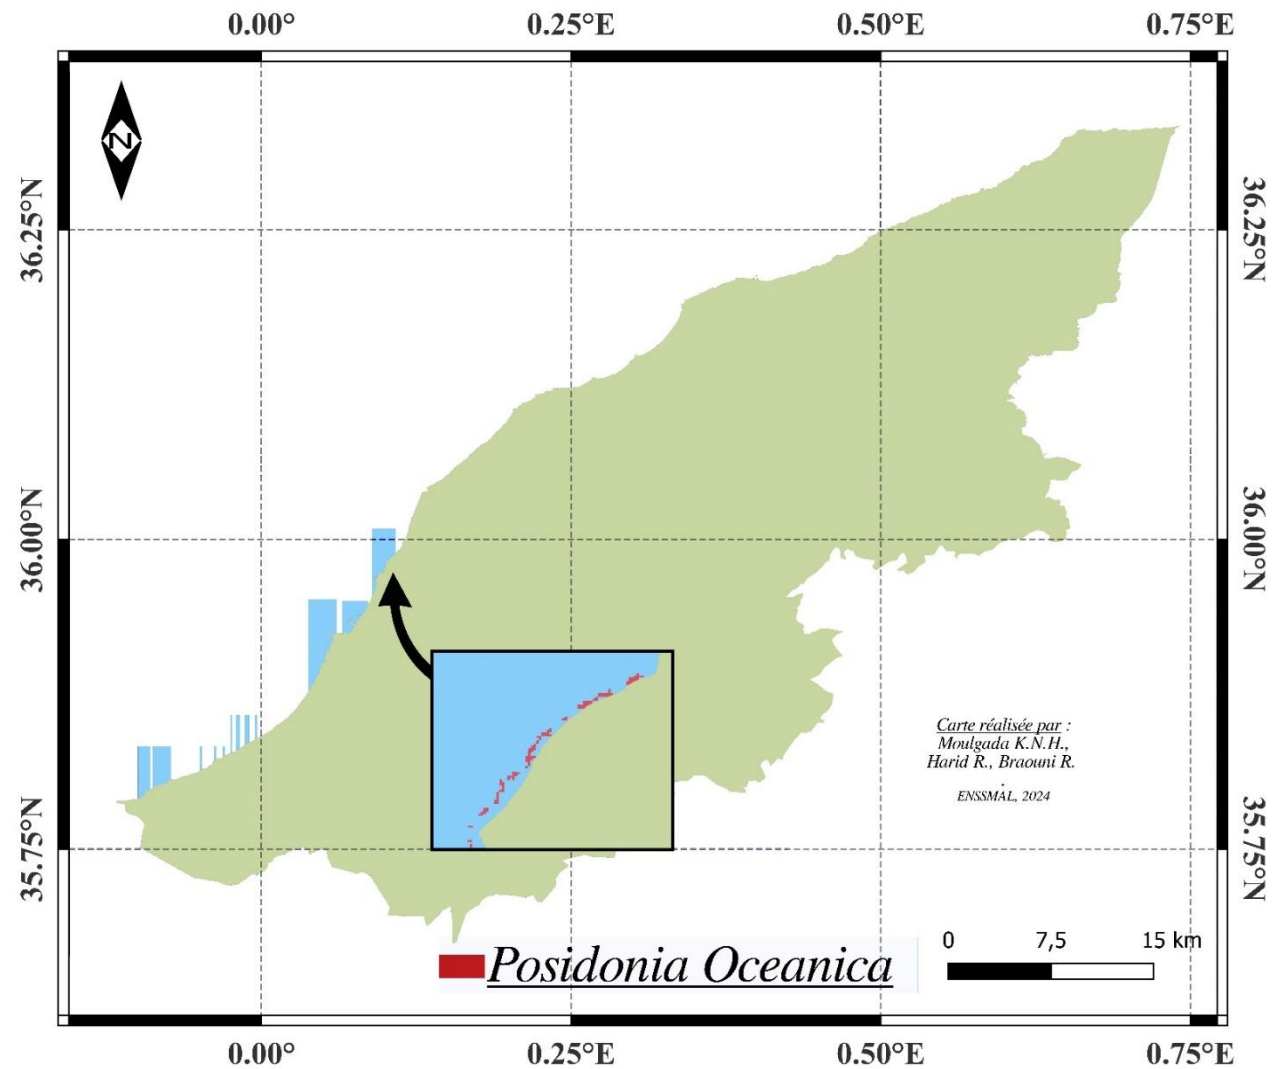 0.00°
0.25°E
0.50°E
0.75°E
N
36.25°N
36.25°N
36.00°N
36.00°N
Carte réalisée par :
Moulgada K.N.H.,
Harid R., Braouni R.
.
ENSSMAL, 2024
35.75°N
35.75°N
0
7,5
15 km
Posidonia Oceanica
0.00°
0.25°E
0.50°E
0.75°E